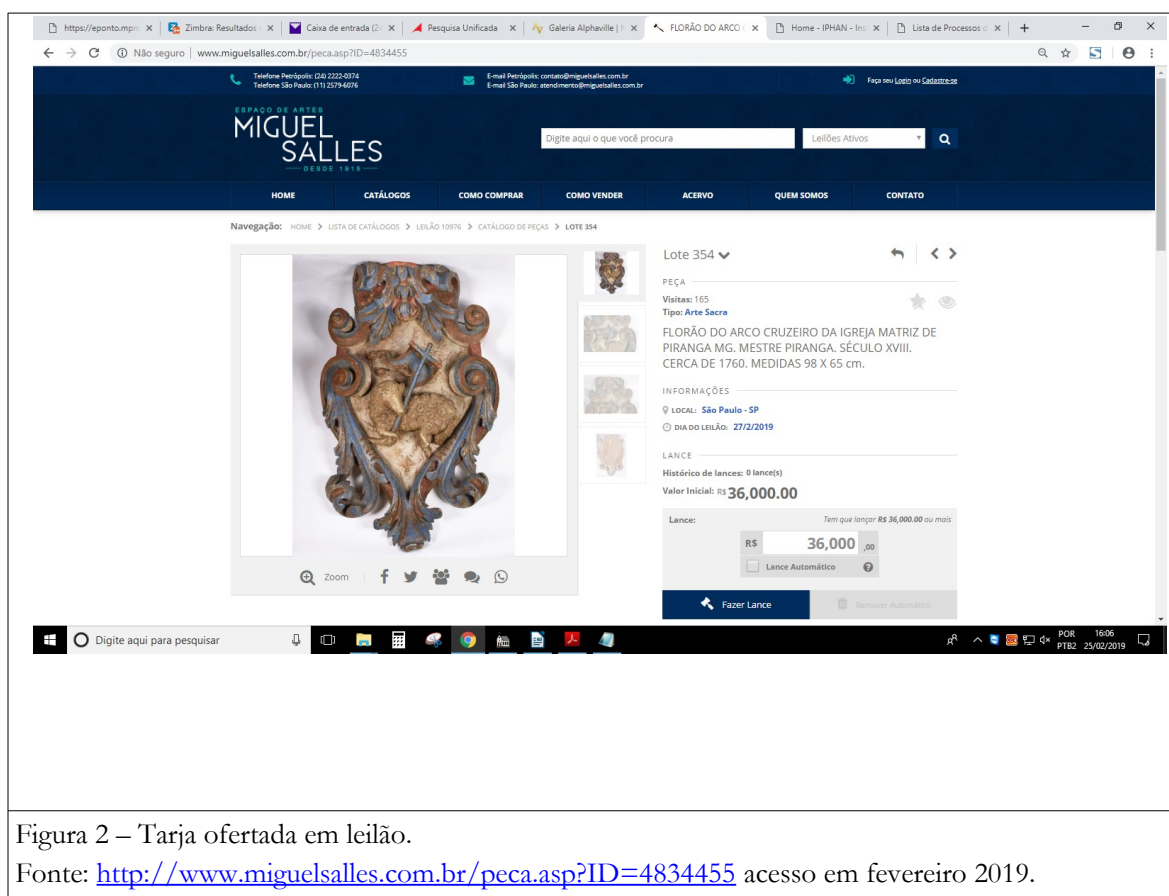 https://eponto.mpm
Zimbra: Resultados
Caixa de entrada (2
Pesquisa Unificada
Galeria Alphaville | N
FLORÃO DO ARCO C
Home - IPHAN - Ins
Lista de Processos d
Não seguro | www.miguelsalles.com.br/peca.asp?ID=4834455
Telefone Petrópolis: (24) 2222-0374
Telefone São Paulo: (11) 2579-6076
E-mail Petrópolis: contato@miguelsalles.com.br
E-mail São Paulo: atendimento@miguelsalles.com.br
Faça seu Login ou Cadastre-se
ESPAÇO DE ARTES
MIGUEL
SALLES
DESDE 1915
Digite aqui o que você procura
Leilões Ativos
HOME CATÁLOGOS COMO COMPRAR COMO VENDER ACERVO QUEM SOMOS CONTATO
Navegação: HOME > LISTA DE CATÁLOGOS > LEILÃO 10976 > CATÁLOGO DE PEÇAS > LOTE 354
Lote 354
PEÇA
Visitas: 165
Tipo: Arte Sacra
FLORÃO DO ARCO CRUZEIRO DA IGREJA MATRIZ DE
PIRANGA MG. MESTRE PIRANGA. SÉCULO XVIII.
CERCA DE 1760. MEDIDAS 98 X 65 cm.
INFORMAÇÕES
LOCAL: São Paulo - SP
DIA DO LEILÃO: 27/2/2019
LANCE
Histórico de lances: 0 lance(s)
Valor Inicial: R$ 36,000.00
Lance: Tem que lançar R$ 36,000.00 ou mais
R$ 36,000 ,00
Lance Automático
Zoom
Fazer Lance
Remover Automático
Digite aqui para pesquisar
POR
PTB2
16:06
25/02/2019
Figura 2 – Tarja ofertada em leilão.
Fonte: http://www.miguelsalles.com.br/peca.asp?ID=4834455 acesso em fevereiro 2019.